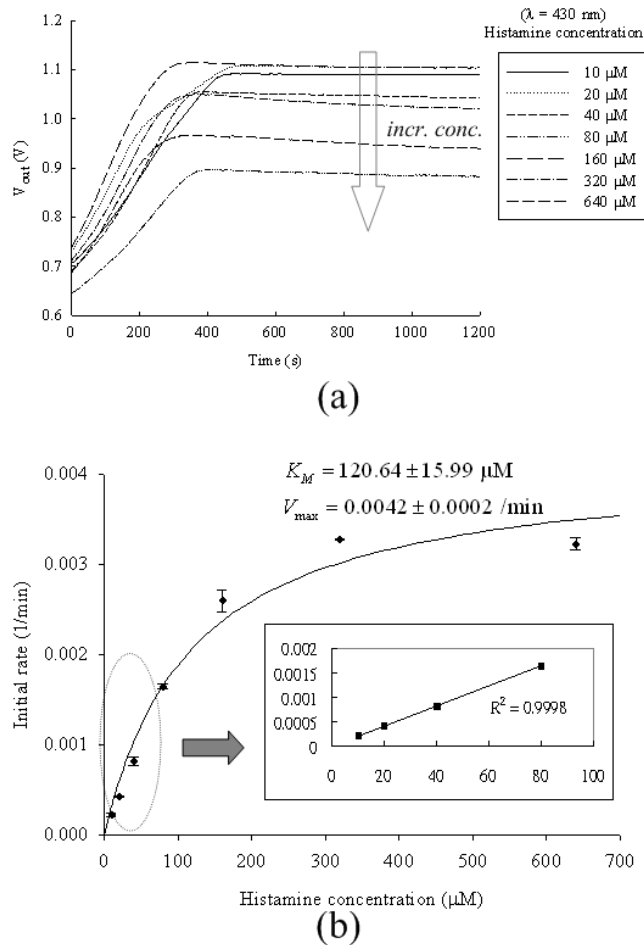 (λ = 430 nm)
Histamine concentration
10 μM
20 μM
40 μM
80 μM
160 μM
320 μM
640 μM
incr. conc.
V_out (V)
1.2
1.1
1.0
0.9
0.8
0.7
0.6
0 200 400 600 800 1000 1200
Time (s)
(a)
K_M = 120.64 ± 15.99 μM
V_max = 0.0042 ± 0.0002 /min
Initial rate (1/min)
0.004
0.003
0.002
0.001
0.000
0.002
0.0015
0.001
0.0005
0
R² = 0.9998
0 20 40 60 80 100
0 100 200 300 400 500 600 700
Histamine concentration (μM)
(b)